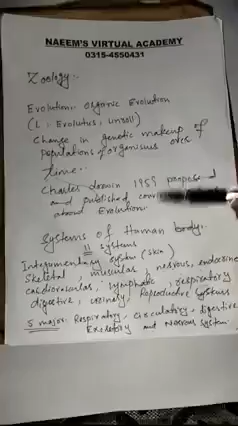 NAEEM'S VIRTUAL ACADEMY
0315-4550431
Zoology:-
Evolution:- Organic Evolution
(L: Evolutus, unroll)
Change in genetic makeup of
populations of organisms over
time:-
Charles darwin 1959 proposed
and published
about Evolution.
Systems of Human body:-
11 systems
Integumentary system (skin)
Skeletal, muscular, nervous, endocrine
cardiovascular, lymphatic, respiratory
digestive, urinary, Reproductive systems
5 major: Respiratory, circulatory, digestive
Excretory and Nervous system.